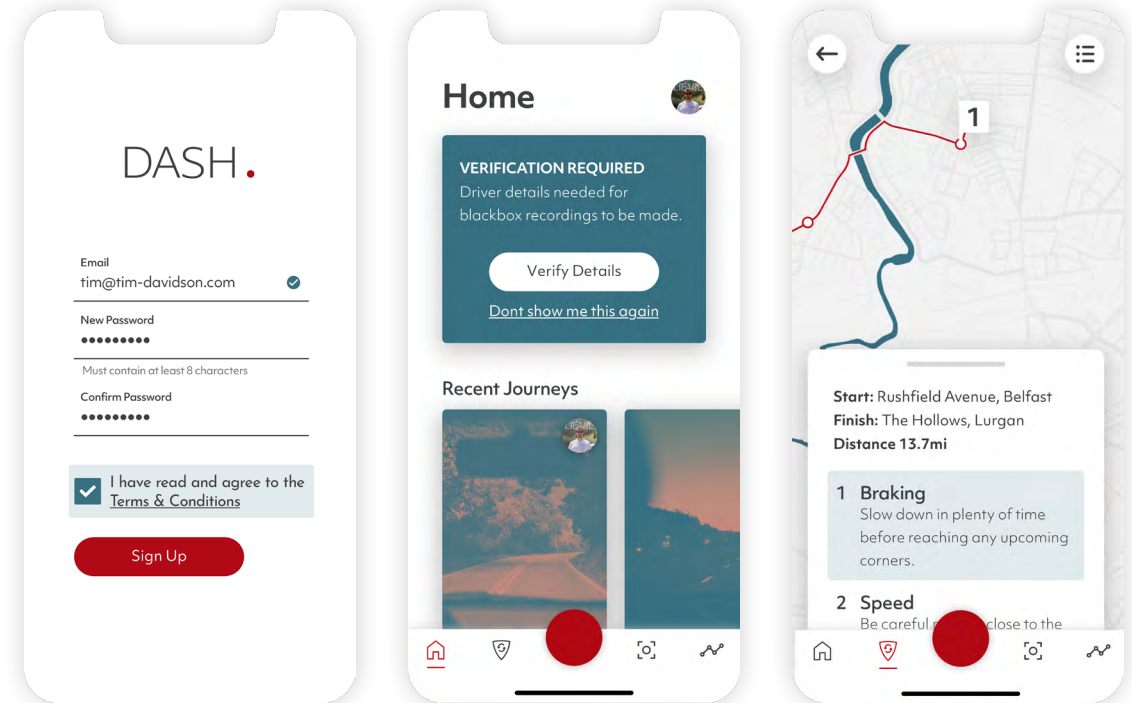 DASH.
Email
tim@tim-davidson.com
New Password
Must contain at least 8 characters
Confirm Password
I have read and agree to the
Terms & Conditions
Sign Up
Home
VERIFICATION REQUIRED
Driver details needed for
blackbox recordings to be made.
Verify Details
Dont show me this again
Recent Journeys
1
Start: Rushfield Avenue, Belfast
Finish: The Hollows, Lurgan
Distance 13.7mi
1 Braking
Slow down in plenty of time
before reaching any upcoming
corners.
2 Speed
Be careful close to the